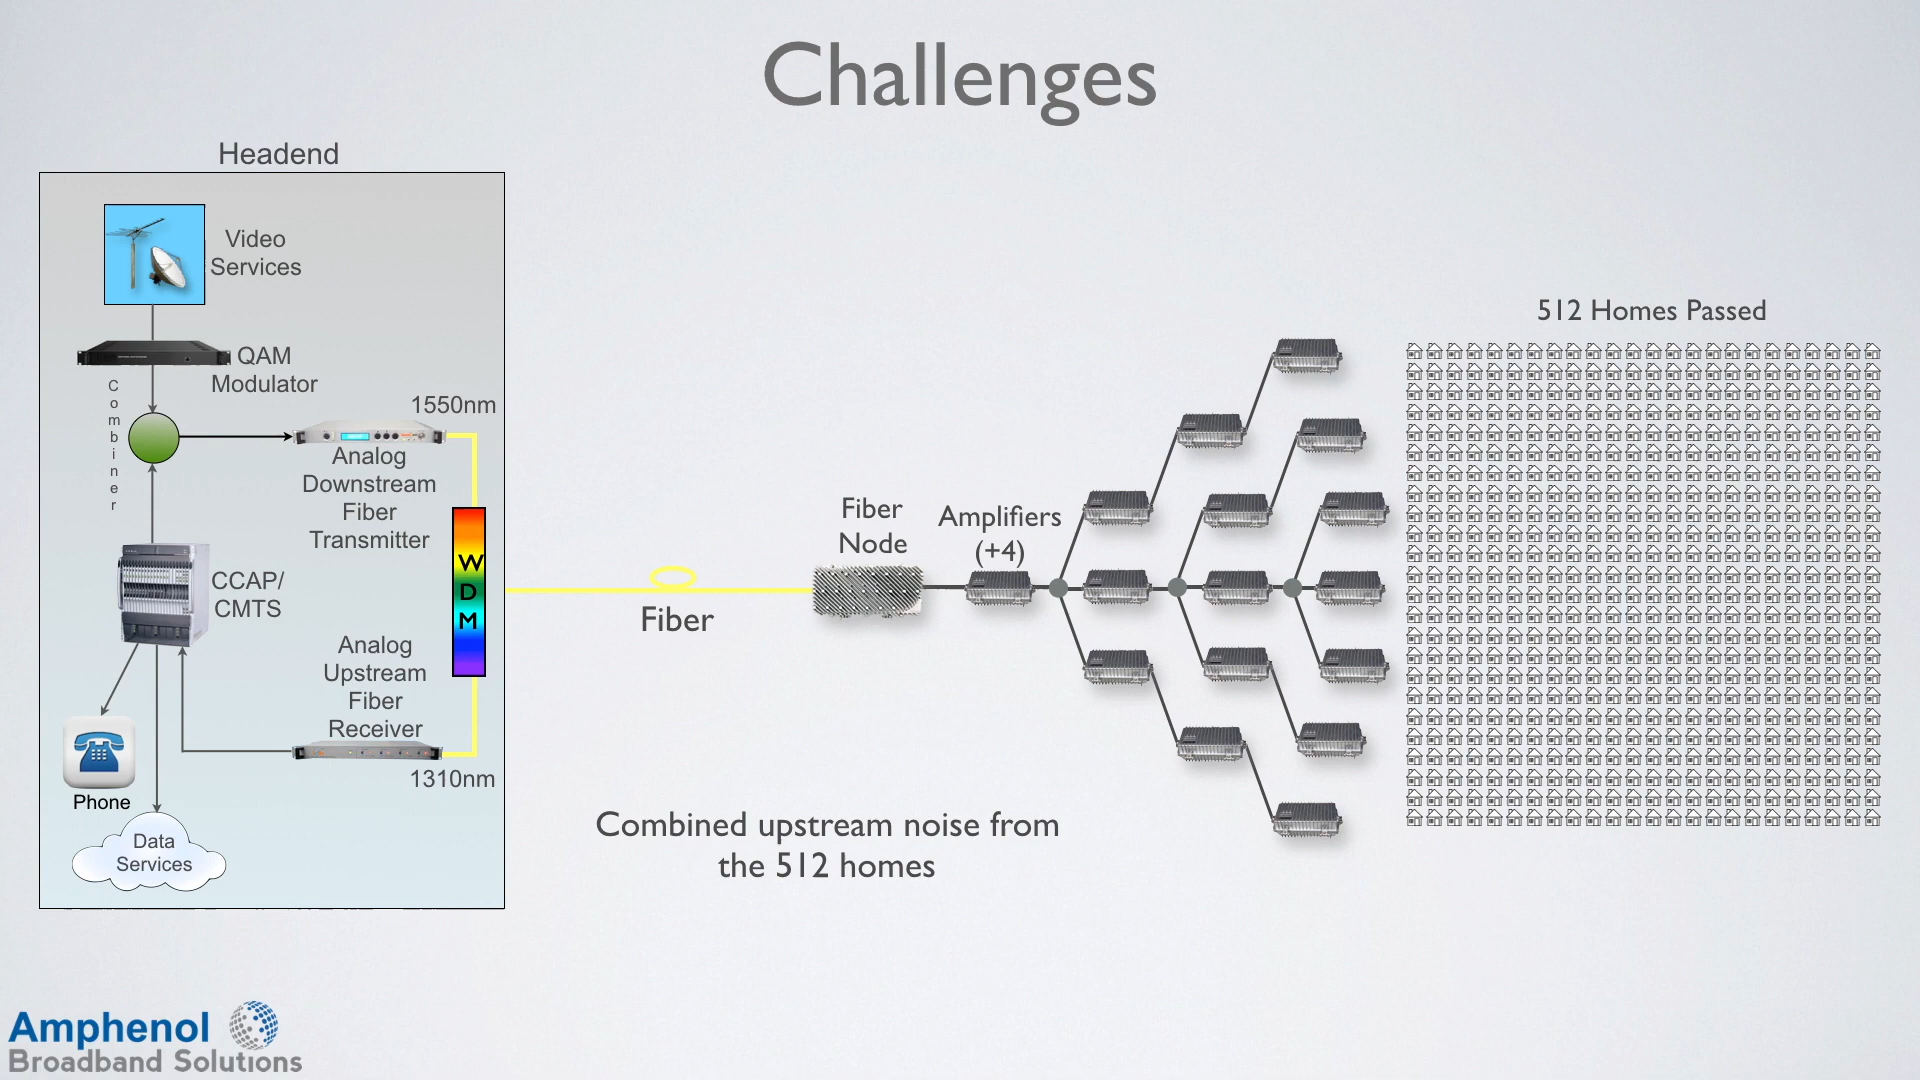 Challenges
Headend
Video
Services
QAM
Modulator
Combiner
1550nm
Analog
Downstream
Fiber
Transmitter
W
D
M
CCAP/
CMTS
Analog
Upstream
Fiber
Receiver
1310nm
Phone
Data
Services
Fiber
Fiber
Node
Amplifiers
(+4)
512 Homes Passed
Combined upstream noise from
the 512 homes
Amphenol
Broadband Solutions